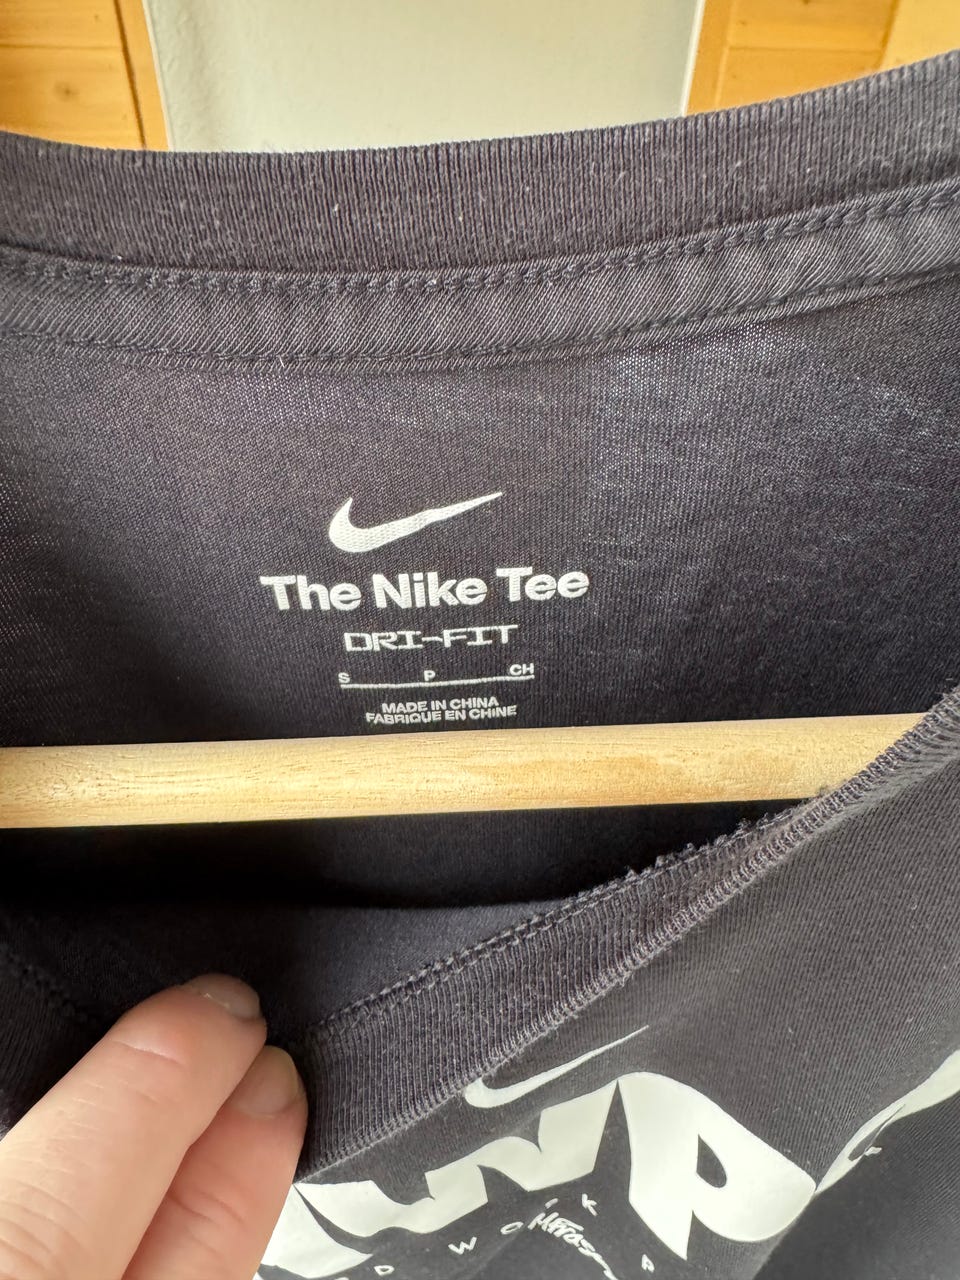 The Nike Tee
DRI-FIT
S P CH
MADE IN CHINA
FABRIQUE EN CHINE